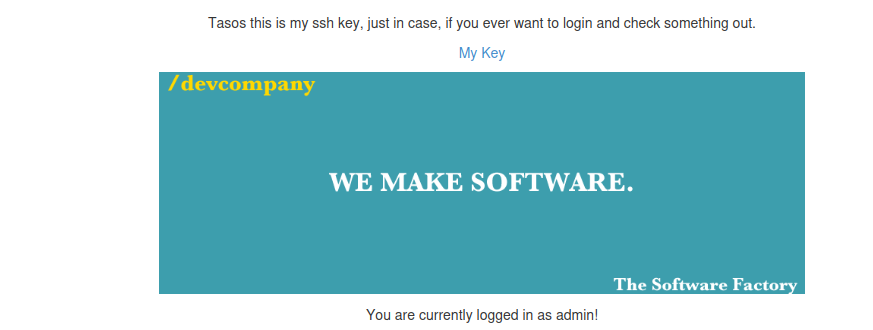 Tasos this is my ssh key, just in case, if you ever want to login and check something out.
My Key
/devcompany
WE MAKE SOFTWARE.
The Software Factory
You are currently logged in as admin!